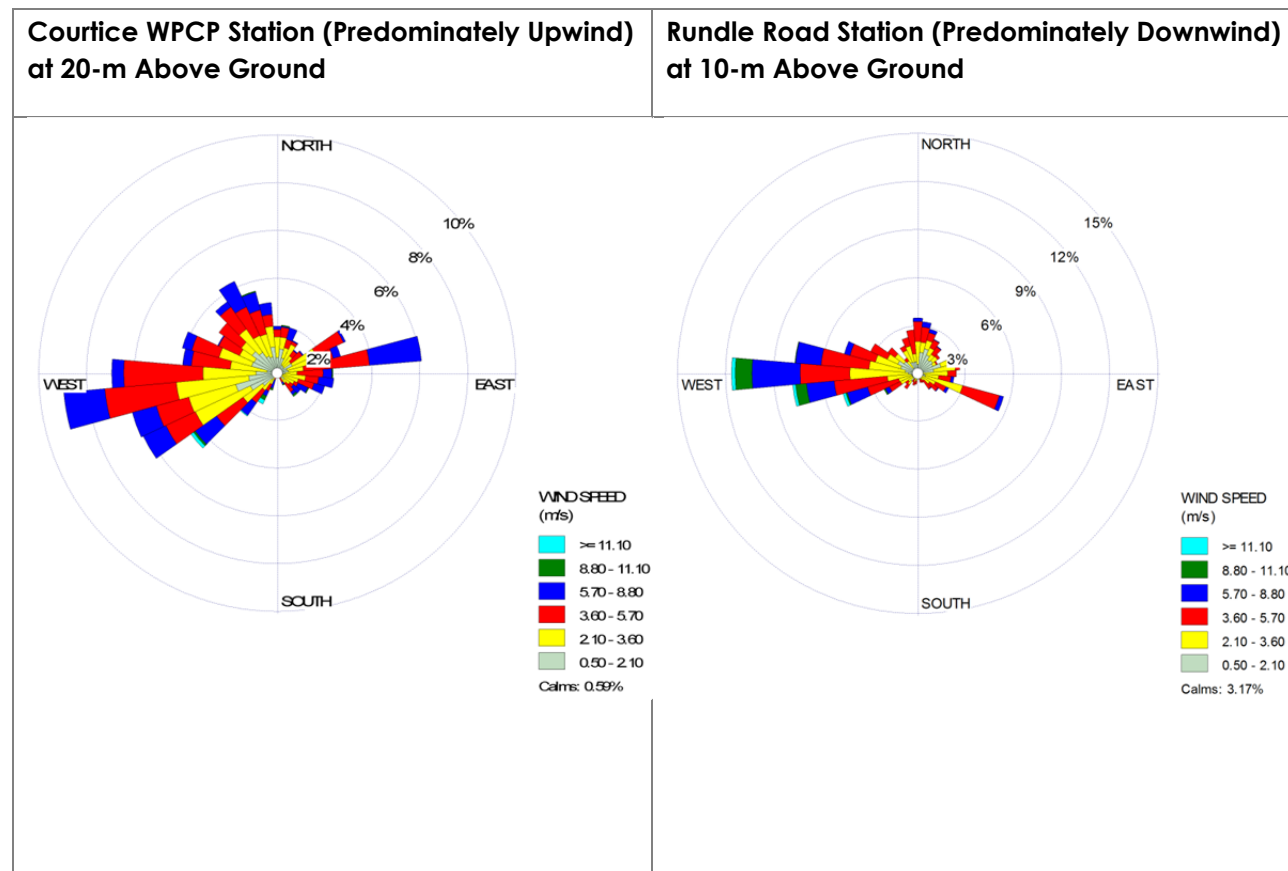 Courtice WPCP Station (Predominately Upwind)
at 20-m Above Ground
Rundle Road Station (Predominately Downwind)
at 10-m Above Ground
NORTH
10%
8%
6%
4%
2%
WEST
EAST
SOUTH
WIND SPEED
(m/s)
>= 11.10
8.80 - 11.10
5.70 - 8.80
3.60 - 5.70
2.10 - 3.60
0.50 - 2.10
Calms: 0.59%
NORTH
15%
12%
9%
6%
3%
WEST
EAST
SOUTH
WIND SPEED
(m/s)
>= 11.10
8.80 - 11.10
5.70 - 8.80
3.60 - 5.70
2.10 - 3.60
0.50 - 2.10
Calms: 3.17%